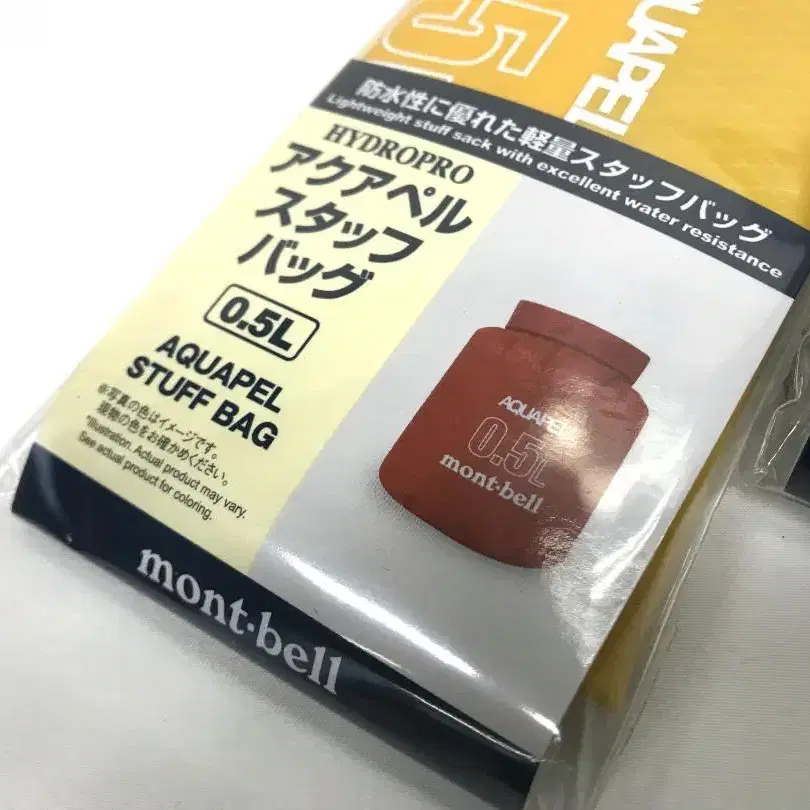 5
QUAPEL
防水性に優れた軽量スタッフバッグ
Lightweight stuff sack with excellent water resistance
HYDROPRO
アクアペル
スタッフ
バッグ
0.5L
AQUAPEL
STUFF BAG
※写真の色はイメージです。
現物の色をお確かめください。
*Illustration. Actual product may vary.
See actual product for coloring.
AQUAPEL
0.5L
mont-bell
mont-bell